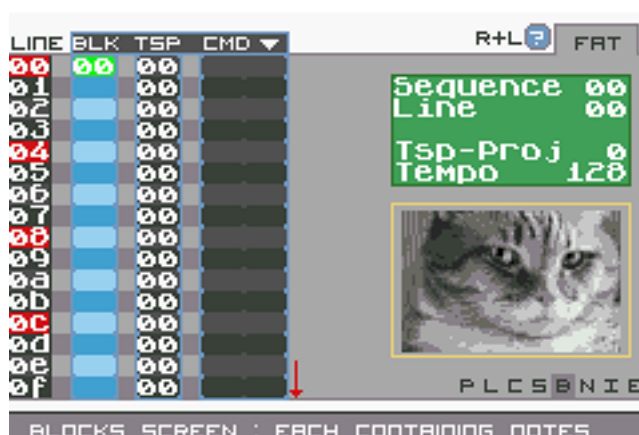 LINE BLK TSP CMD R+L? FAT
00 00 00
01 00
02 00
03 00
04 00
05 00
06 00
07 00
08 00
09 00
0a 00
0b 00
0C 00
0d 00
0e 00
0f 00
Sequence 00
Line 00
Tsp-Proj 0
Tempo 128
P L C S B N I E
BLOCKS SCREEN : EACH CONTAINING NOTES